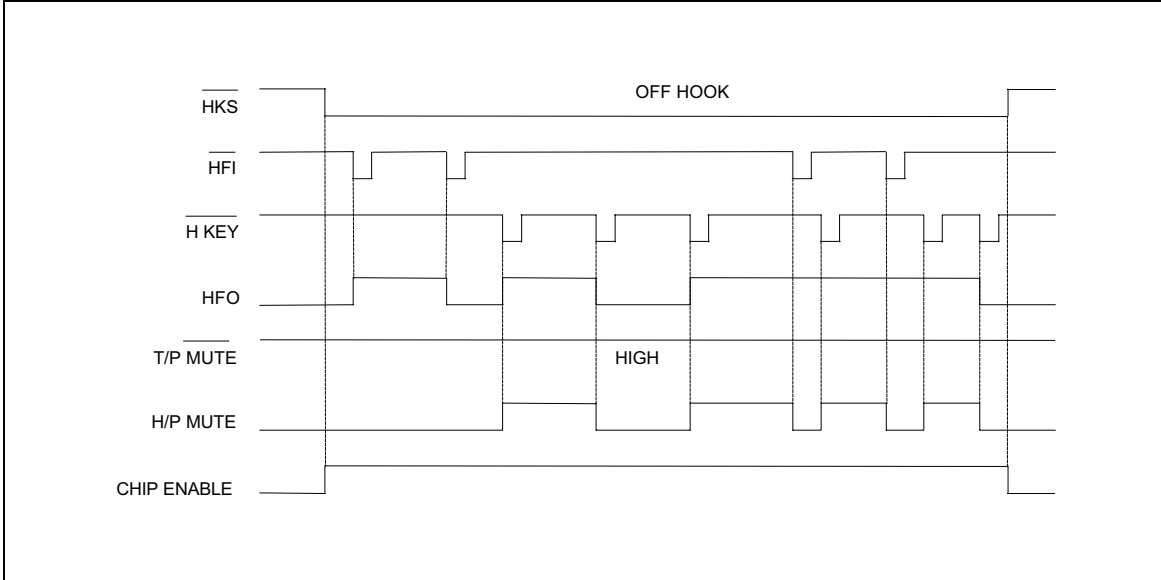 HKS
OFF HOOK
HFI
H KEY
HFO
T/P MUTE
HIGH
H/P MUTE
CHIP ENABLE